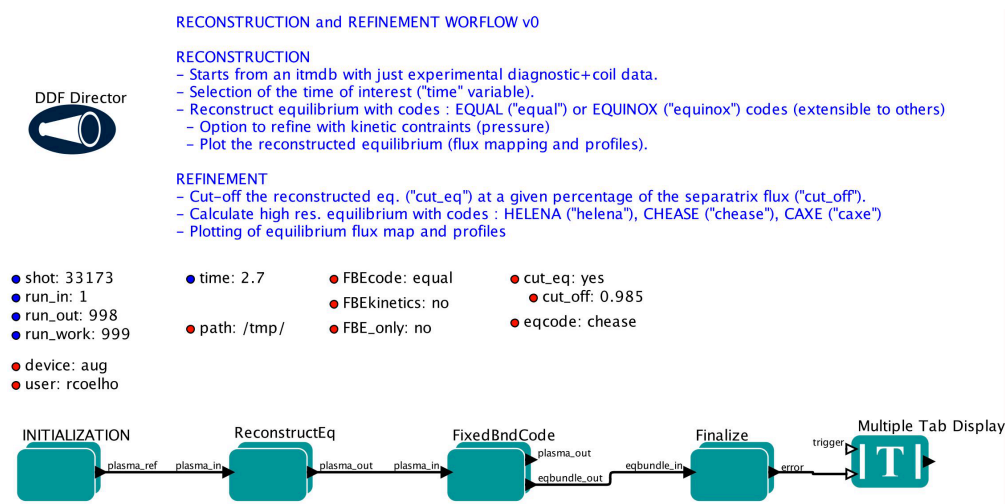 RECONSTRUCTION and REFINEMENT WORFLOW v0
RECONSTRUCTION
– Starts from an itmdb with just experimental diagnostic+coil data.
– Selection of the time of interest ("time" variable).
– Reconstruct equilibrium with codes : EQUAL ("equal") or EQUINOX ("equinox") codes (extensible to others)
– Option to refine with kinetic contraints (pressure)
– Plot the reconstructed equilibrium (flux mapping and profiles).
DDF Director
REFINEMENT
– Cut-off the reconstructed eq. ("cut_eq") at a given percentage of the separatrix flux ("cut_off").
– Calculate high res. equilibrium with codes : HELENA ("helena"), CHEASE ("chease"), CAXE ("caxe")
– Plotting of equilibrium flux map and profiles
shot: 33173
run_in: 1
run_out: 998
run_work: 999
device: aug
user: rcoelho
time: 2.7
path: /tmp/
FBEcode: equal
FBEkinetics: no
FBE_only: no
cut_eq: yes
cut_off: 0.985
eqcode: chease
INITIALIZATION
plasma_ref
ReconstructEq
plasma_in
plasma_out
FixedBndCode
plasma_in
plasma_out
eqbundle_out
Finalize
eqbundle_in
error
Multiple Tab Display
trigger
T